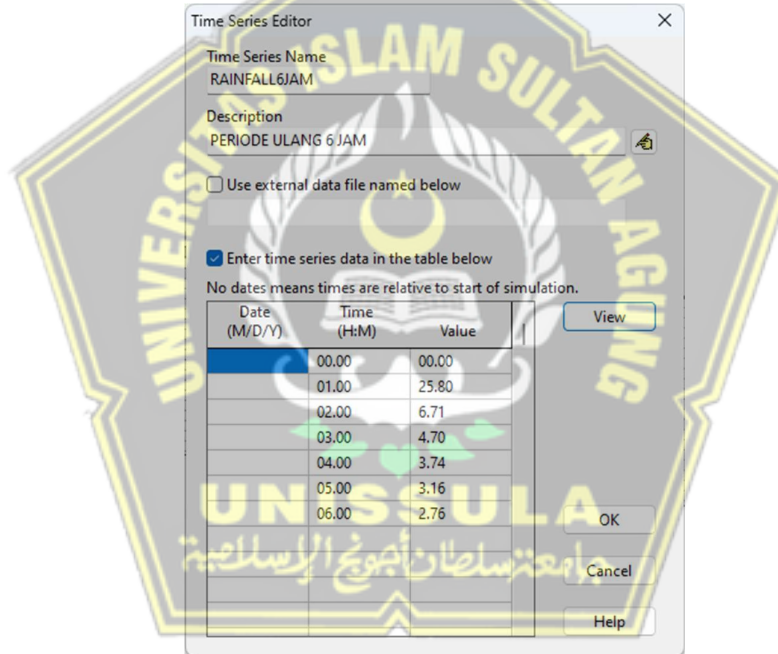 Time Series Editor
Time Series Name
RAINFALL6JAM
Description
PERIODE ULANG 6 JAM
Use external data file named below
Enter time series data in the table below
No dates means times are relative to start of simulation.
Date (M/D/Y) Time (H:M) Value
00.00 00.00
01.00 25.80
02.00 6.71
03.00 4.70
04.00 3.74
05.00 3.16
06.00 2.76
View
OK
Cancel
Help
UNIVERSITAS ISLAM SULTAN AGUNG
UNISSULA
جامعتنسلطان أجونج الإسلامية